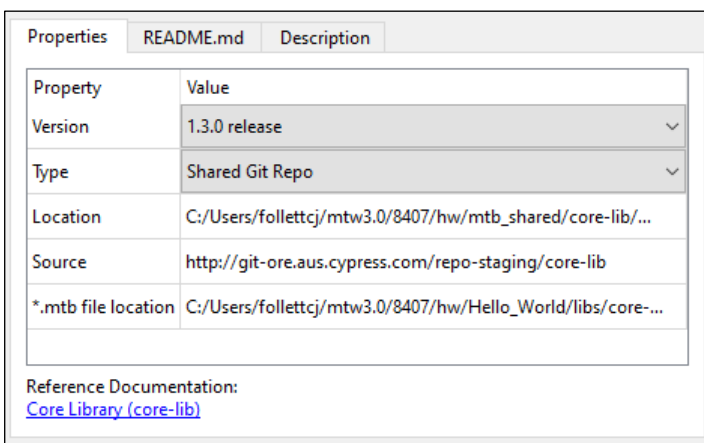 Properties README.md Description
Property Value
Version 1.3.0 release
Type Shared Git Repo
Location C:/Users/follettcj/mtw3.0/8407/hw/mtb_shared/core-lib/...
Source http://git-ore.aus.cypress.com/repo-staging/core-lib
*.mtb file location C:/Users/follettcj/mtw3.0/8407/hw/Hello_World/libs/core-...
Reference Documentation:
Core Library (core-lib)